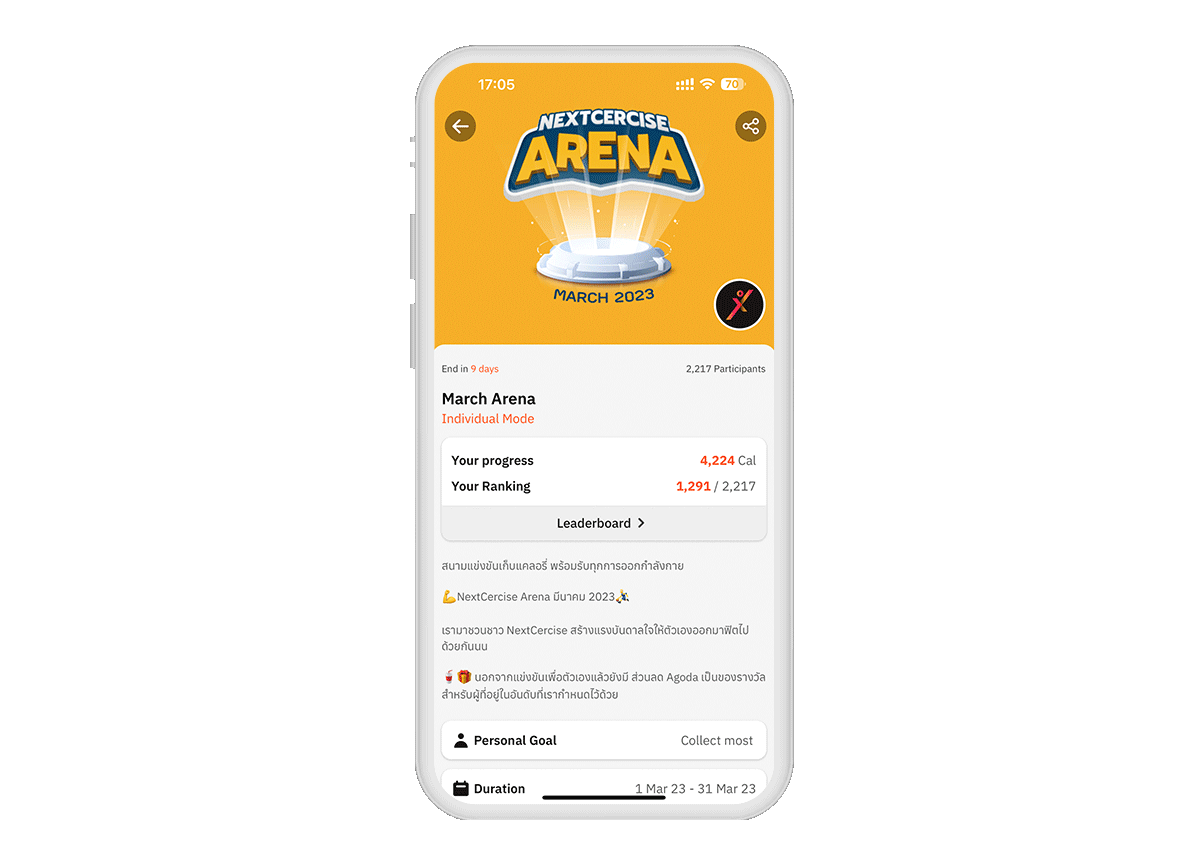 17:05
70
NEXTCERCISE
ARENA
MARCH 2023
End in 9 days
2,217 Participants
March Arena
Individual Mode
Your progress
4,224 Cal
Your Ranking
1,291 / 2,217
Leaderboard
สนามแข่งขันเก็บแคลอรี่ พร้อมรับทุกการออกกำลังกาย
💪NextCercise Arena มีนาคม 2023⛹️
เรามาชวนชาว NextCercise สร้างแรงบันดาลใจให้ตัวเองออกมาฟิตไป
ด้วยกันนน
🥤🎁 นอกจากแข่งขันเพื่อตัวเองแล้วยังมี ส่วนลด Agoda เป็นของรางวัล
สำหรับผู้ที่อยู่ในอันดับที่เรากำหนดไว้ด้วย
Personal Goal
Collect most
Duration
1 Mar 23 - 31 Mar 23